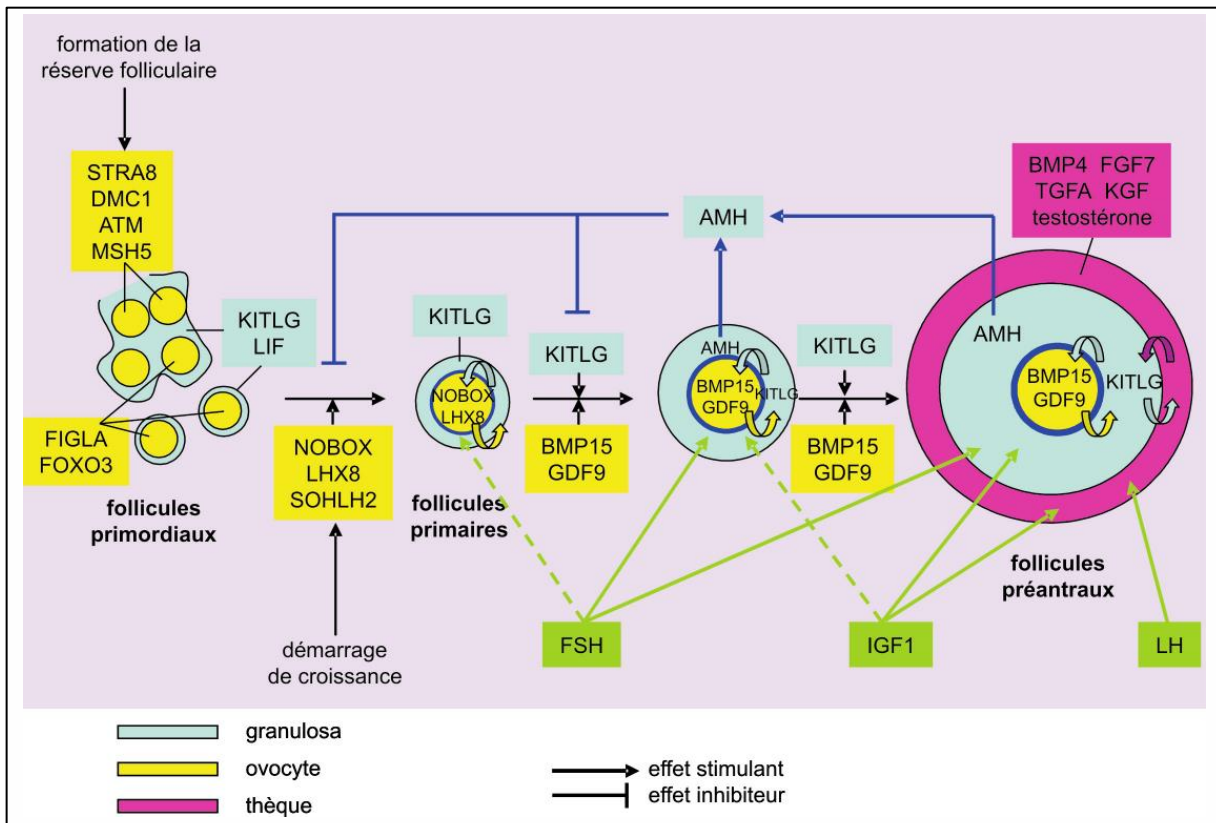 formation de la
réserve folliculaire
STRA8
DMC1
ATM
MSH5
KITLG
LIF
FIGLA
FOXO3
follicules
primordiaux
NOBOX
LHX8
SOHLH2
démarrage
de croissance
KITLG
NOBOX
LHX8
follicules
primaires
KITLG
BMP15
GDF9
AMH
AMH
BMP15
GDF9
KITLG
KITLG
BMP15
GDF9
BMP4 FGF7
TGFA KGF
testostérone
AMH
BMP15
GDF9
KITLG
follicules
préantraux
FSH
IGF1
LH
granulosa
ovocyte
thèque
effet stimulant
effet inhibiteur